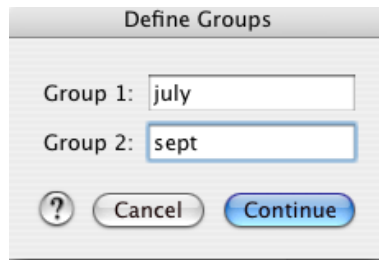 Define Groups
Group 1: july
Group 2: sept
? Cancel Continue